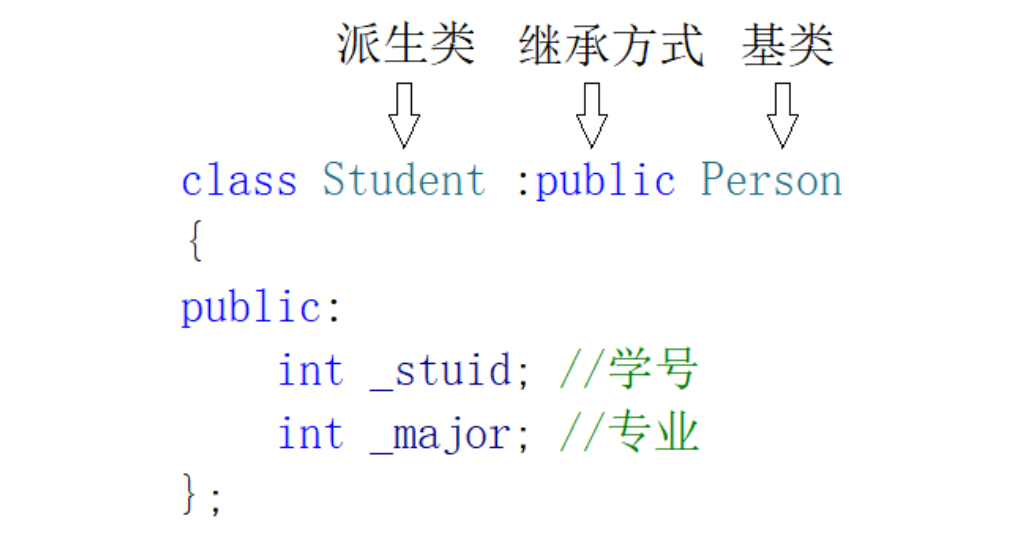 派生类 继承方式 基类
class Student :public Person
{
public:
    int _stuid; //学号
    int _major; //专业
};